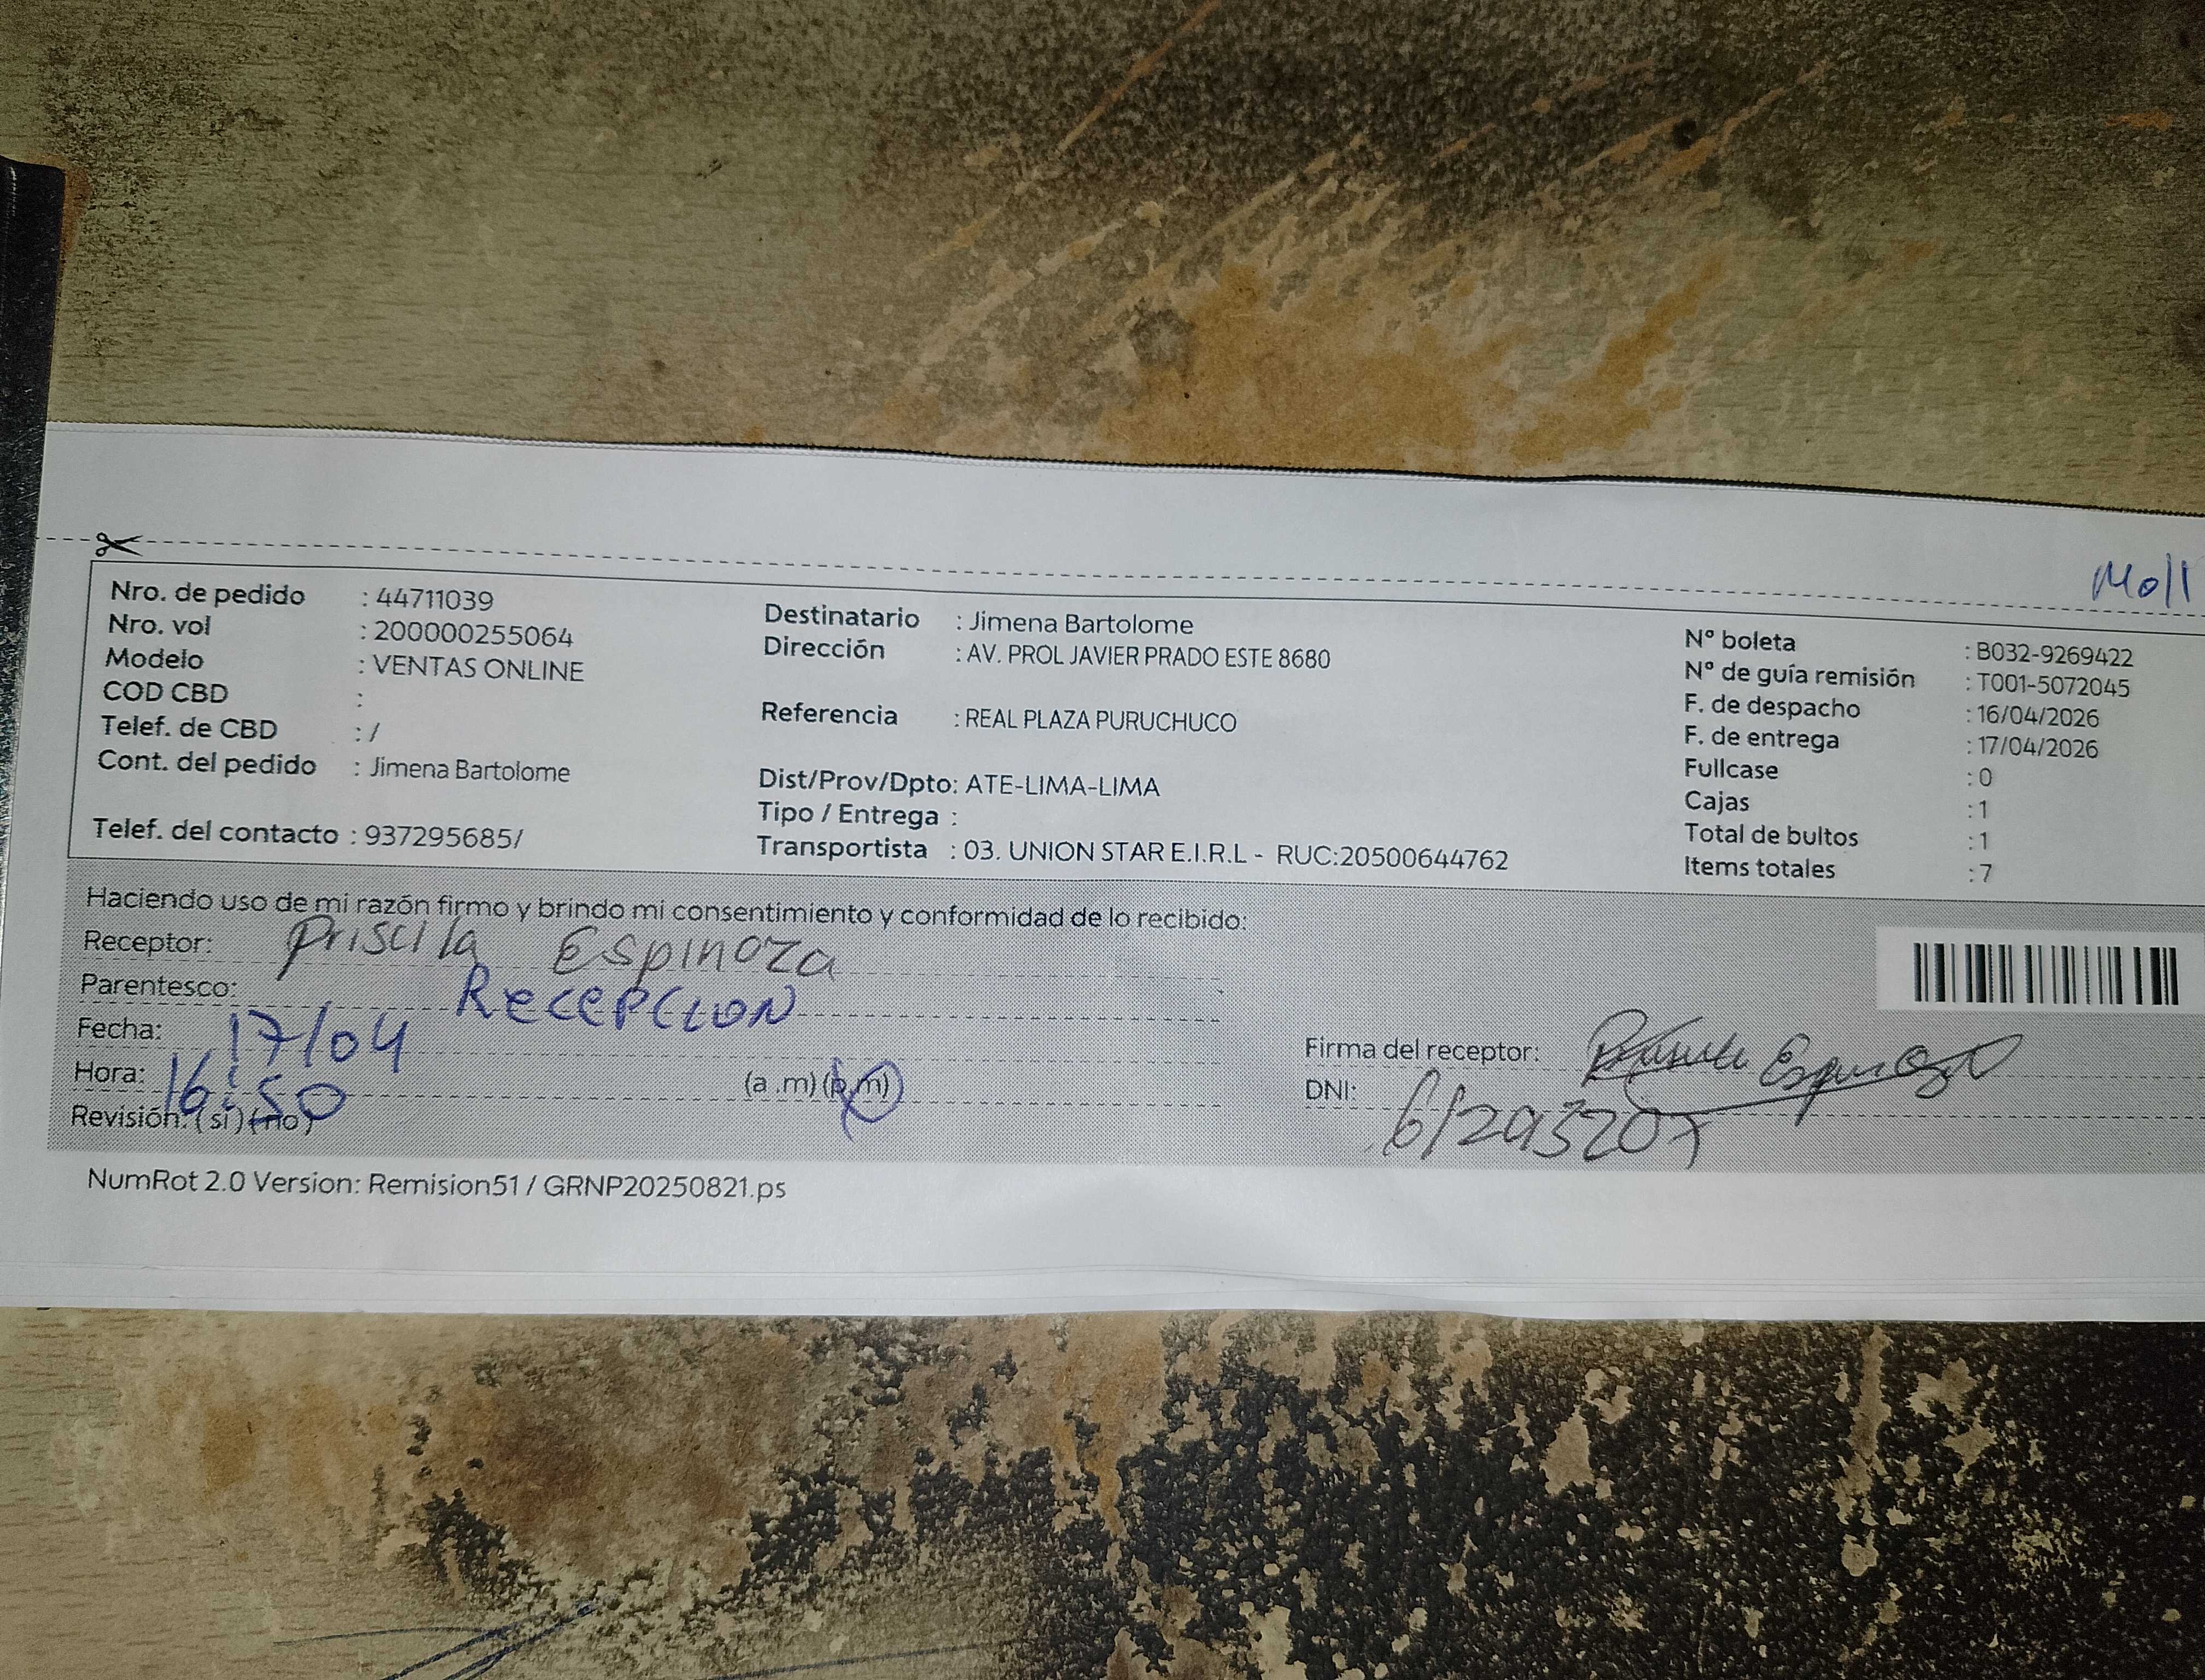 Moll
Nro. de pedido : 44711039
Nro. vol : 200000255064
Modelo : VENTAS ONLINE
COD CBD :
Telef. de CBD : /
Cont. del pedido : Jimena Bartolome
Telef. del contacto : 937295685/
Destinatario : Jimena Bartolome
Dirección : AV. PROL JAVIER PRADO ESTE 8680
Referencia : REAL PLAZA PURUCHUCO
Dist/Prov/Dpto: ATE-LIMA-LIMA
Tipo / Entrega :
Transportista : 03. UNION STAR E.I.R.L - RUC:20500644762
N° boleta : B032-9269422
N° de guía remisión : T001-5072045
F. de despacho : 16/04/2026
F. de entrega : 17/04/2026
Fullcase : 0
Cajas : 1
Total de bultos : 1
Items totales : 7
Haciendo uso de mi razón firmo y brindo mi consentimiento y conformidad de lo recibido:
Receptor: Priscila Espinoza
Parentesco: RECEPCION
Fecha: 17/04
Hora: 16:50 (a .m) (p.m)
Revisión: (si) (no)
Firma del receptor: Espinoza
DNI:
NumRot 2.0 Version: Remision51 / GRNP20250821.ps